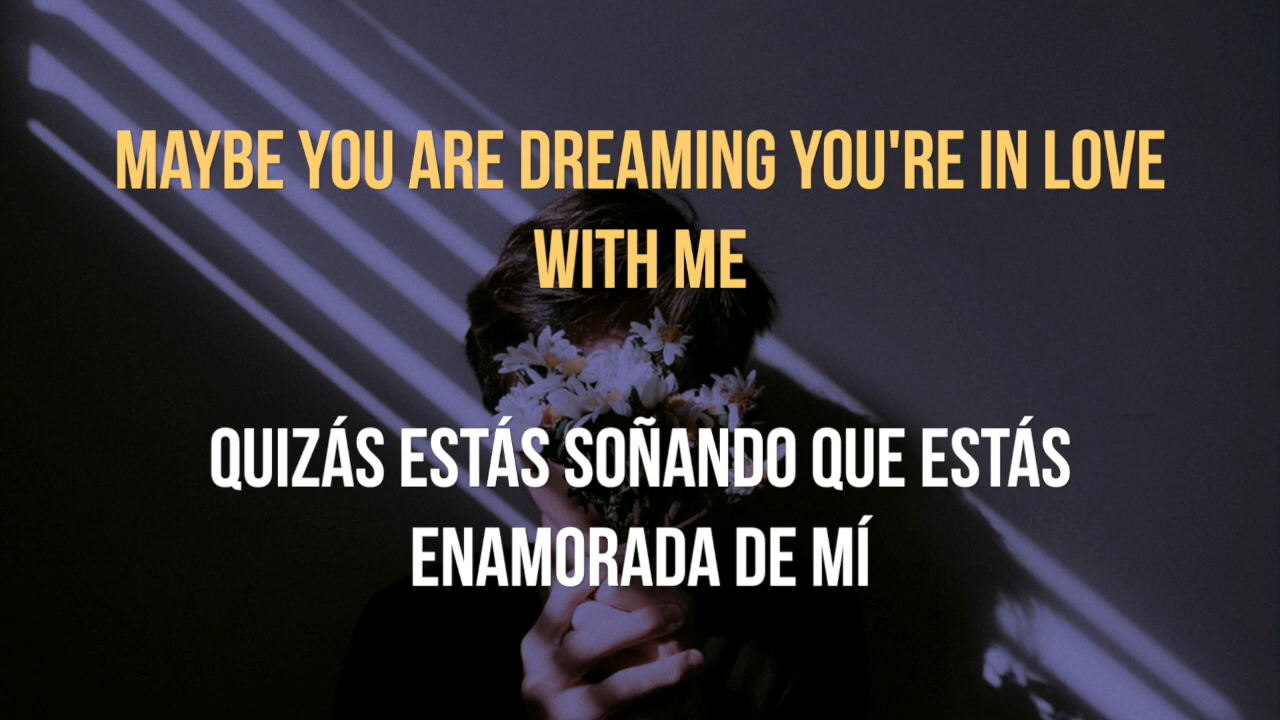 MAYBE YOU ARE DREAMING YOU'RE IN LOVE
WITH ME
QUIZÁS ESTÁS SOÑANDO QUE ESTÁS
ENAMORADA DE MÍ